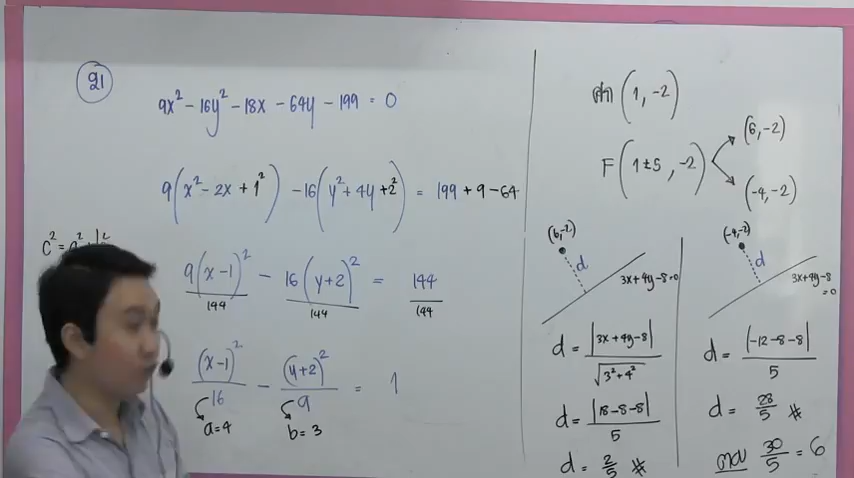 21
9x² - 16y² - 18x - 64y - 199 = 0
9(x² - 2x + 1²) - 16(y² + 4y + 2²) = 199 + 9 - 64
9(x-1)²/144 - 16(y+2)²/144 = 144/144
(x-1)²/16 - (y+2)²/9 = 1
a=4 b=3
(1, -2)
F(1±5, -2)
(6, -2)
(-4, -2)
(6,-2)
d
3x+4y-8=0
d = |3x+4y-8|/√(3²+4²)
d = |18-8-8|/5
d = 2/5 #
(-4,-2)
d
3x+4y-8=0
d = |-12-8-8|/5
d = 28/5 #
ตอบ 30/5 = 6